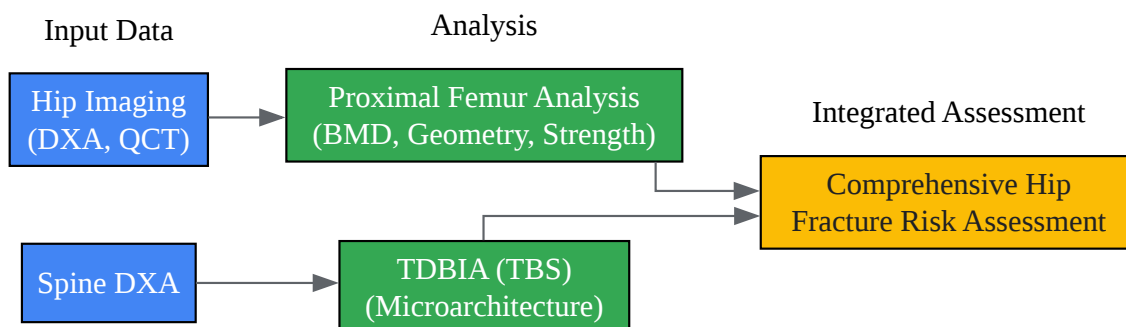 Input Data
Analysis
Hip Imaging
(DXA, QCT)
Proximal Femur Analysis
(BMD, Geometry, Strength)
Integrated Assessment
Comprehensive Hip
Fracture Risk Assessment
Spine DXA
TDBIA (TBS)
(Microarchitecture)